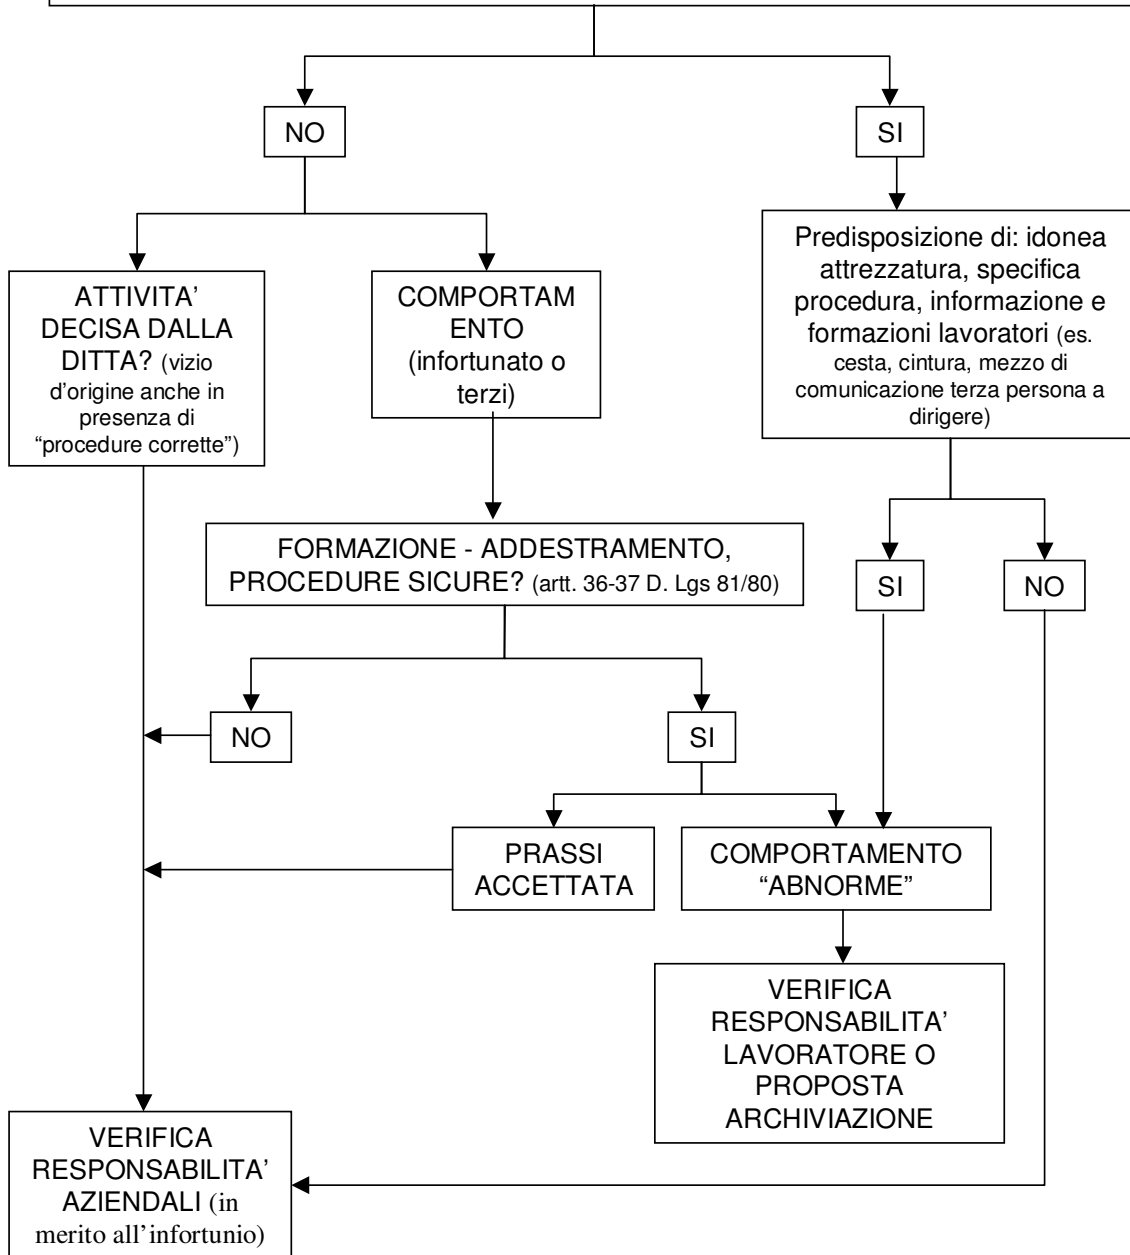 NO
SI
ATTIVITA’
DECISA DALLA
DITTA? (vizio
d’origine anche in
presenza di
“procedure corrette”)
COMPORTAM
ENTO
(infortunato o
terzi)
Predisposizione di: idonea
attrezzatura, specifica
procedura, informazione e
formazioni lavoratori (es.
cesta, cintura, mezzo di
comunicazione terza persona a
dirigere)
FORMAZIONE - ADDESTRAMENTO,
PROCEDURE SICURE? (artt. 36-37 D. Lgs 81/80)
SI
NO
NO
SI
PRASSI
ACCETTATA
COMPORTAMENTO
“ABNORME”
VERIFICA
RESPONSABILITA’
LAVORATORE O
PROPOSTA
ARCHIVIAZIONE
VERIFICA
RESPONSABILITA’
AZIENDALI (in
merito all’infortunio)